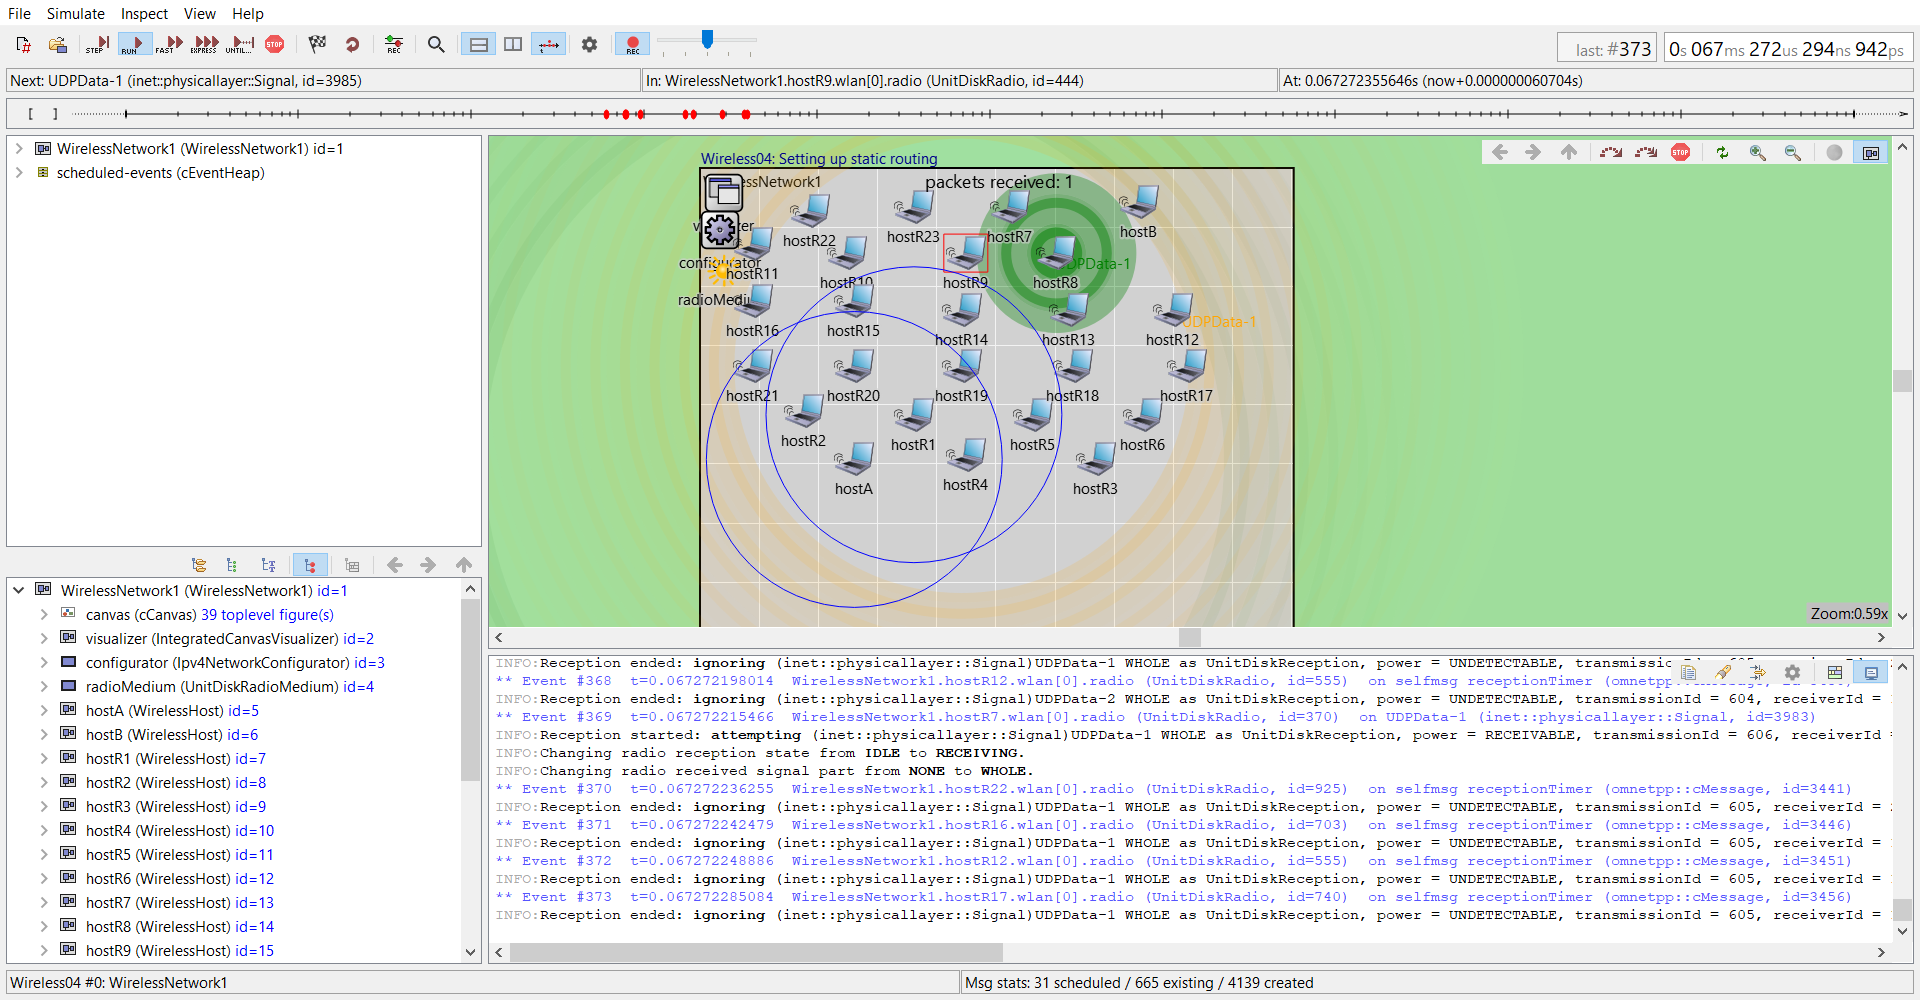 File Simulate Inspect View Help
STEP RUN FAST EXPRESS UNTIL... STOP REC REC
last: #373 0s 067ms 272us 294ns 942ps
Next: UDPData-1 (inet::physicallayer::Signal, id=3985) In: WirelessNetwork1.hostR9.wlan[0].radio (UnitDiskRadio, id=444) At: 0.067272355646s (now+0.000000060704s)
[ ]
WirelessNetwork1 (WirelessNetwork1) id=1
scheduled-events (cEventHeap)
WirelessNetwork1 (WirelessNetwork1) id=1
canvas (cCanvas) 39 toplevel figure(s)
visualizer (IntegratedCanvasVisualizer) id=2
configurator (Ipv4NetworkConfigurator) id=3
radioMedium (UnitDiskRadioMedium) id=4
hostA (WirelessHost) id=5
hostB (WirelessHost) id=6
hostR1 (WirelessHost) id=7
hostR2 (WirelessHost) id=8
hostR3 (WirelessHost) id=9
hostR4 (WirelessHost) id=10
hostR5 (WirelessHost) id=11
hostR6 (WirelessHost) id=12
hostR7 (WirelessHost) id=13
hostR8 (WirelessHost) id=14
hostR9 (WirelessHost) id=15
Wireless04: Setting up static routing
STOP
essNetwork1 packets received: 1
hostR22 hostR23 hostR7 hostB
configurator hostR11 hostR10 hostR9 hostR8 UDPData-1
radioMedi
hostR16 hostR15 hostR14 hostR13 hostR12 UDPData-1
hostR21 hostR20 hostR19 hostR18 hostR17
hostR2 hostR1 hostR5 hostR6
hostA hostR4 hostR3
Zoom:0.59x
INFO:Reception ended: ignoring (inet::physicallayer::Signal)UDPData-1 WHOLE as UnitDiskReception, power = UNDETECTABLE,
** Event #368 t=0.067272198014 WirelessNetwork1.hostR12.wlan[0].radio (UnitDiskRadio, id=555) on selfmsg receptionTimer (omnetpp::cMessage,
INFO:Reception ended: ignoring (inet::physicallayer::Signal)UDPData-2 WHOLE as UnitDiskReception, power = UNDETECTABLE, transmissionId = 604, receiverId =
** Event #369 t=0.067272215466 WirelessNetwork1.hostR7.wlan[0].radio (UnitDiskRadio, id=370) on UDPData-1 (inet::physicallayer::Signal, id=3983)
INFO:Reception started: attempting (inet::physicallayer::Signal)UDPData-1 WHOLE as UnitDiskReception, power = RECEIVABLE, transmissionId = 606, receiverId =
INFO:Changing radio reception state from IDLE to RECEIVING.
INFO:Changing radio received signal part from NONE to WHOLE.
** Event #370 t=0.067272236255 WirelessNetwork1.hostR22.wlan[0].radio (UnitDiskRadio, id=925) on selfmsg receptionTimer (omnetpp::cMessage, id=3441)
INFO:Reception ended: ignoring (inet::physicallayer::Signal)UDPData-1 WHOLE as UnitDiskReception, power = UNDETECTABLE, transmissionId = 605, receiverId =
** Event #371 t=0.067272242479 WirelessNetwork1.hostR16.wlan[0].radio (UnitDiskRadio, id=703) on selfmsg receptionTimer (omnetpp::cMessage, id=3446)
INFO:Reception ended: ignoring (inet::physicallayer::Signal)UDPData-1 WHOLE as UnitDiskReception, power = UNDETECTABLE, transmissionId = 605, receiverId =
** Event #372 t=0.067272248886 WirelessNetwork1.hostR12.wlan[0].radio (UnitDiskRadio, id=555) on selfmsg receptionTimer (omnetpp::cMessage, id=3451)
INFO:Reception ended: ignoring (inet::physicallayer::Signal)UDPData-1 WHOLE as UnitDiskReception, power = UNDETECTABLE, transmissionId = 605, receiverId =
** Event #373 t=0.067272285084 WirelessNetwork1.hostR17.wlan[0].radio (UnitDiskRadio, id=740) on selfmsg receptionTimer (omnetpp::cMessage, id=3456)
INFO:Reception ended: ignoring (inet::physicallayer::Signal)UDPData-1 WHOLE as UnitDiskReception, power = UNDETECTABLE, transmissionId = 605, receiverId =
Wireless04 #0: WirelessNetwork1 Msg stats: 31 scheduled / 665 existing / 4139 created